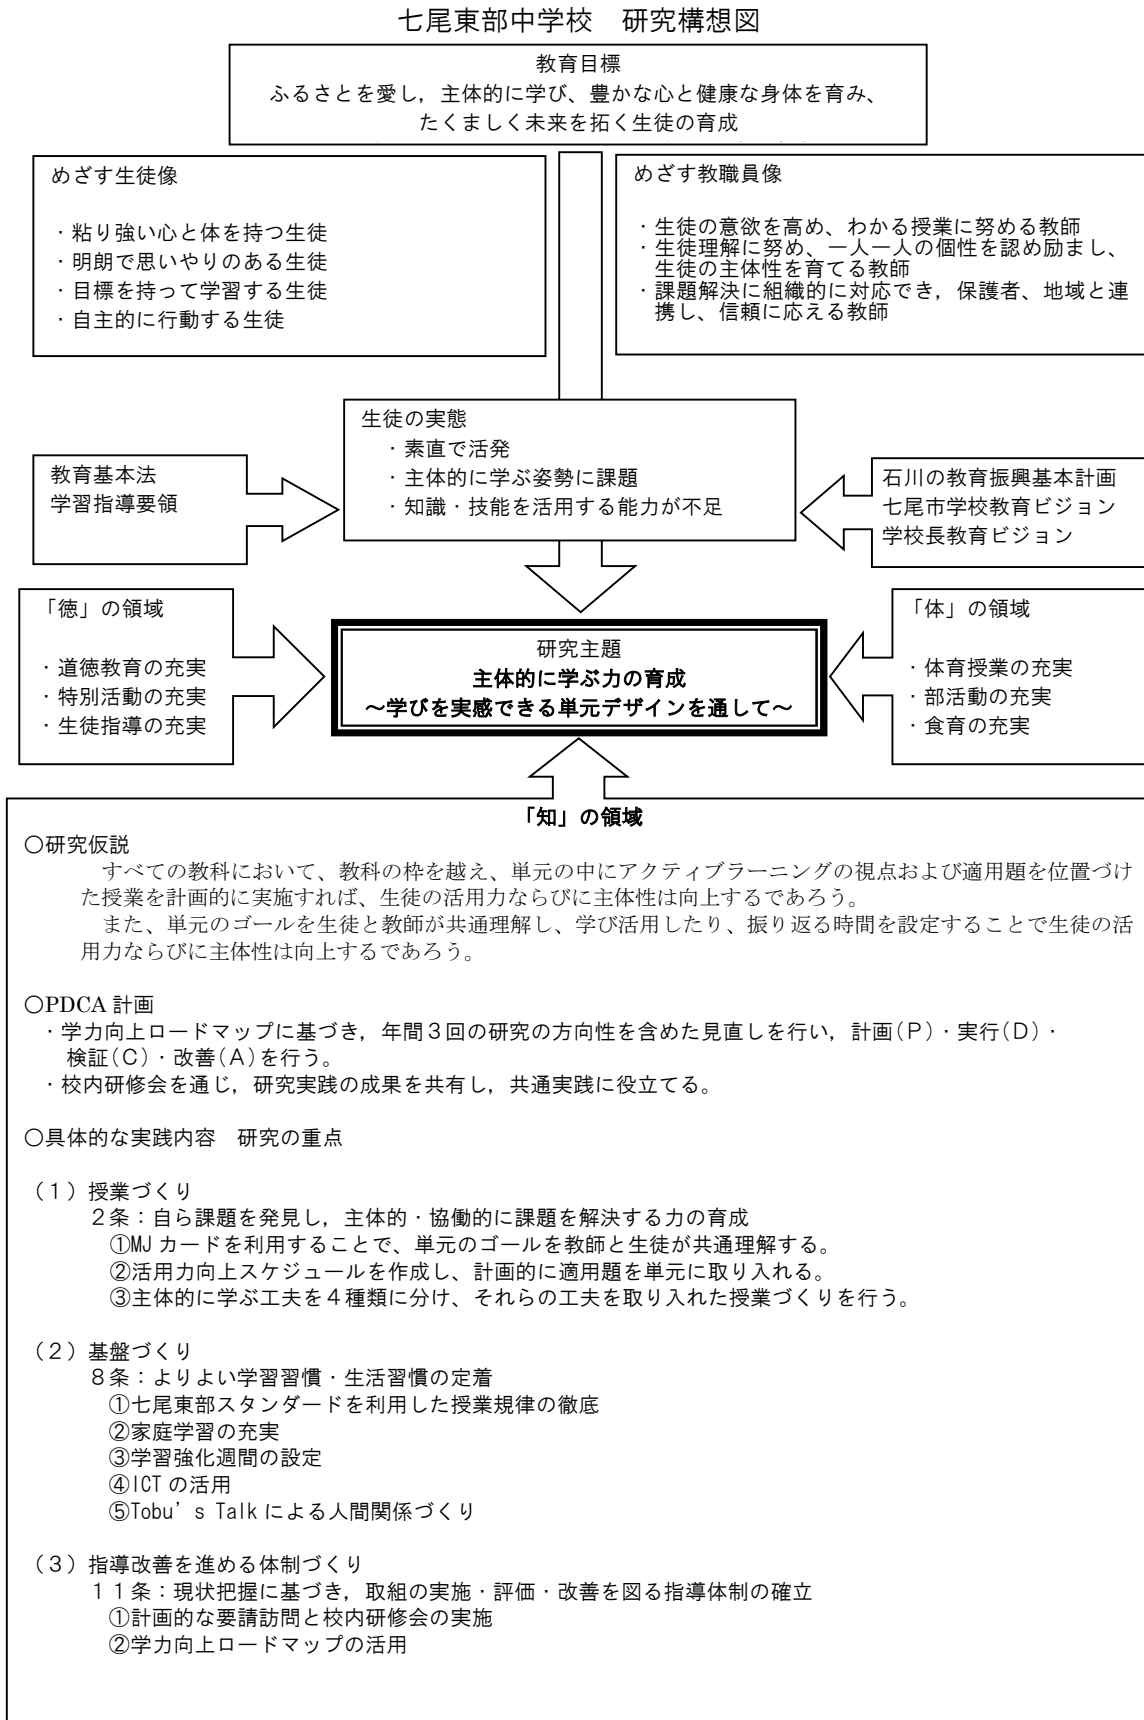 七尾東部中学校　研究構想図
教育目標
ふるさとを愛し，主体的に学び、豊かな心と健康な身体を育み、
たくましく未来を拓く生徒の育成
めざす生徒像
・粘り強い心と体を持つ生徒
・明朗で思いやりのある生徒
・目標を持って学習する生徒
・自主的に行動する生徒
めざす教職員像
・生徒の意欲を高め、わかる授業に努める教師
・生徒理解に努め、一人一人の個性を認め励まし、
生徒の主体性を育てる教師
・課題解決に組織的に対応でき，保護者、地域と連
携し、信頼に応える教師
生徒の実態
・素直で活発
・主体的に学ぶ姿勢に課題
・知識・技能を活用する能力が不足
教育基本法
学習指導要領
石川の教育振興基本計画
七尾市学校教育ビジョン
学校長教育ビジョン
「徳」の領域
・道徳教育の充実
・特別活動の充実
・生徒指導の充実
研究主題
主体的に学ぶ力の育成
～学びを実感できる単元デザインを通して～
「体」の領域
・体育授業の充実
・部活動の充実
・食育の充実
「知」の領域
○研究仮説
すべての教科において、教科の枠を越え、単元の中にアクティブラーニングの視点および適用題を位置づけ
た授業を計画的に実施すれば、生徒の活用力ならびに主体性は向上するであろう。
また、単元のゴールを生徒と教師が共通理解し、学び活用したり、振り返る時間を設定することで生徒の活
用力ならびに主体性は向上するであろう。
○PDCA 計画
・学力向上ロードマップに基づき，年間３回の研究の方向性を含めた見直しを行い，計画(Ｐ)・実行(Ｄ)・
検証(Ｃ)・改善(Ａ)を行う。
・校内研修会を通じ，研究実践の成果を共有し，共通実践に役立てる。
○具体的な実践内容　研究の重点
（１）授業づくり
２条：自ら課題を発見し，主体的・協働的に課題を解決する力の育成
①MJ カードを利用することで、単元のゴールを教師と生徒が共通理解する。
②活用力向上スケジュールを作成し、計画的に適用題を単元に取り入れる。
③主体的に学ぶ工夫を４種類に分け、それらの工夫を取り入れた授業づくりを行う。
（２）基盤づくり
８条：よりよい学習習慣・生活習慣の定着
①七尾東部スタンダードを利用した授業規律の徹底
②家庭学習の充実
③学習強化週間の設定
④ICT の活用
⑤Tobu’s Talk による人間関係づくり
（３）指導改善を進める体制づくり
１１条：現状把握に基づき，取組の実施・評価・改善を図る指導体制の確立
①計画的な要請訪問と校内研修会の実施
②学力向上ロードマップの活用